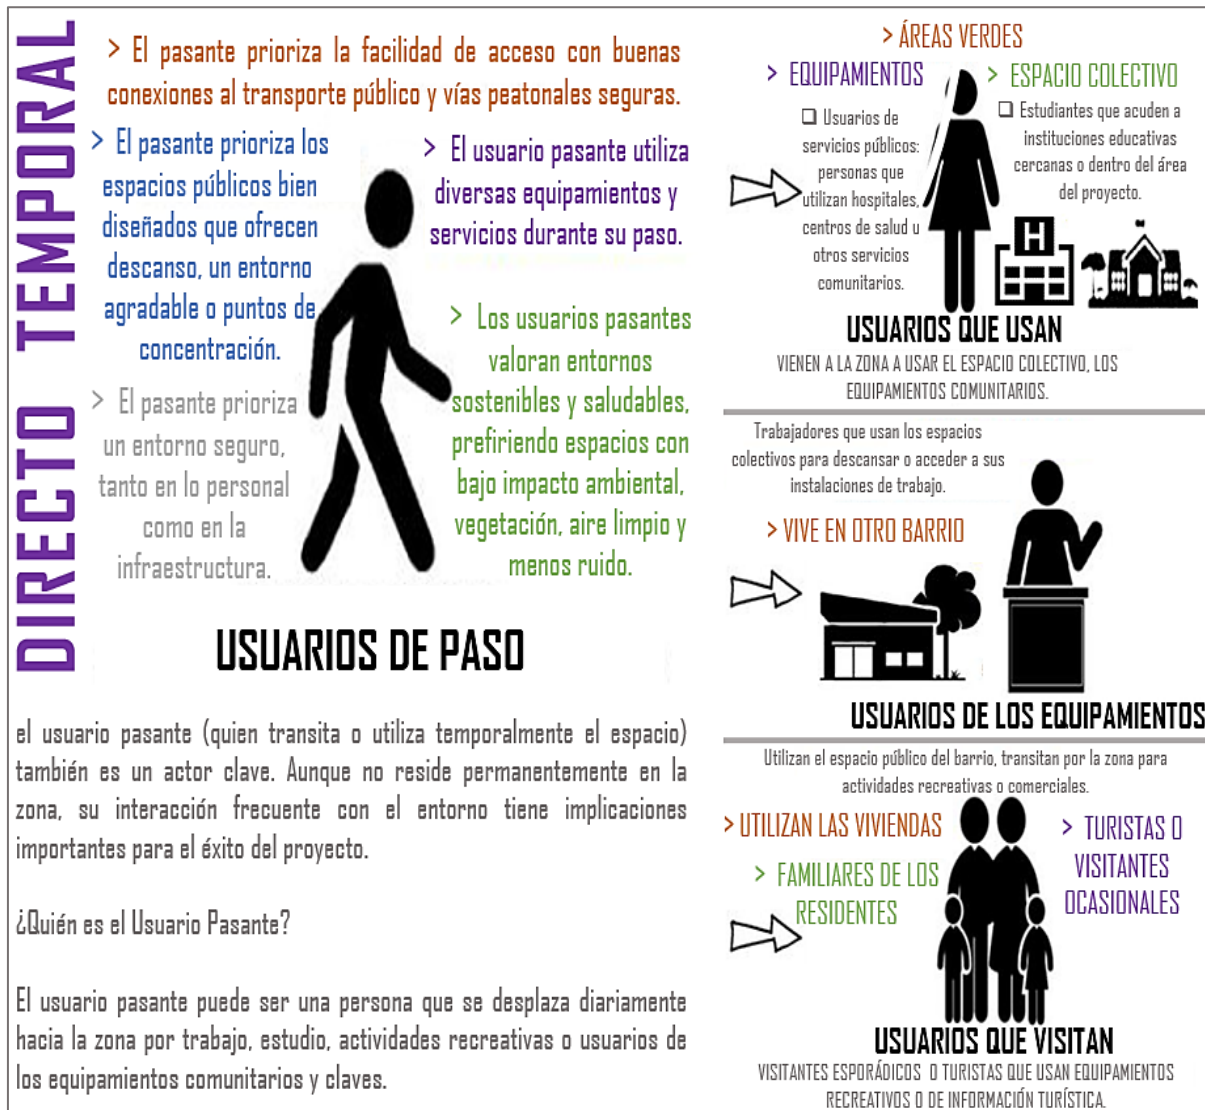 DIRECTO TEMPORAL
> El pasante prioriza la facilidad de acceso con buenas
conexiones al transporte público y vías peatonales seguras.
> El pasante prioriza los
espacios públicos bien
diseñados que ofrecen
descanso, un entorno
agradable o puntos de
concentración.
> El usuario pasante utiliza
diversas equipamientos y
servicios durante su paso.
> El pasante prioriza
un entorno seguro,
tanto en lo personal
como en la
infraestructura.
> Los usuarios pasantes
valoran entornos
sostenibles y saludables,
prefiriendo espacios con
bajo impacto ambiental,
vegetación, aire limpio y
menos ruido.
USUARIOS DE PASO
el usuario pasante (quien transita o utiliza temporalmente el espacio)
también es un actor clave. Aunque no reside permanentemente en la
zona, su interacción frecuente con el entorno tiene implicaciones
importantes para el éxito del proyecto.
¿Quién es el Usuario Pasante?
El usuario pasante puede ser una persona que se desplaza diariamente
hacia la zona por trabajo, estudio, actividades recreativas o usuarios de
los equipamientos comunitarios y claves.
> ÁREAS VERDES
> EQUIPAMIENTOS
❑ Usuarios de
servicios públicos:
personas que
utilizan hospitales,
centros de salud u
otros servicios
comunitarios.
> ESPACIO COLECTIVO
❑ Estudiantes que acuden a
instituciones educativas
cercanas o dentro del área
del proyecto.
H
USUARIOS QUE USAN
VIENEN A LA ZONA A USAR EL ESPACIO COLECTIVO, LOS
EQUIPAMIENTOS COMUNITARIOS.
Trabajadores que usan los espacios
colectivos para descansar o acceder a sus
instalaciones de trabajo.
> VIVE EN OTRO BARRIO
USUARIOS DE LOS EQUIPAMIENTOS
Utilizan el espacio público del barrio, transitan por la zona para
actividades recreativas o comerciales.
> UTILIZAN LAS VIVIENDAS
> FAMILIARES DE LOS
RESIDENTES
> TURISTAS O
VISITANTES
OCASIONALES
USUARIOS QUE VISITAN
VISITANTES ESPORÁDICOS O TURISTAS QUE USAN EQUIPAMIENTOS
RECREATIVOS O DE INFORMACIÓN TURÍSTICA.